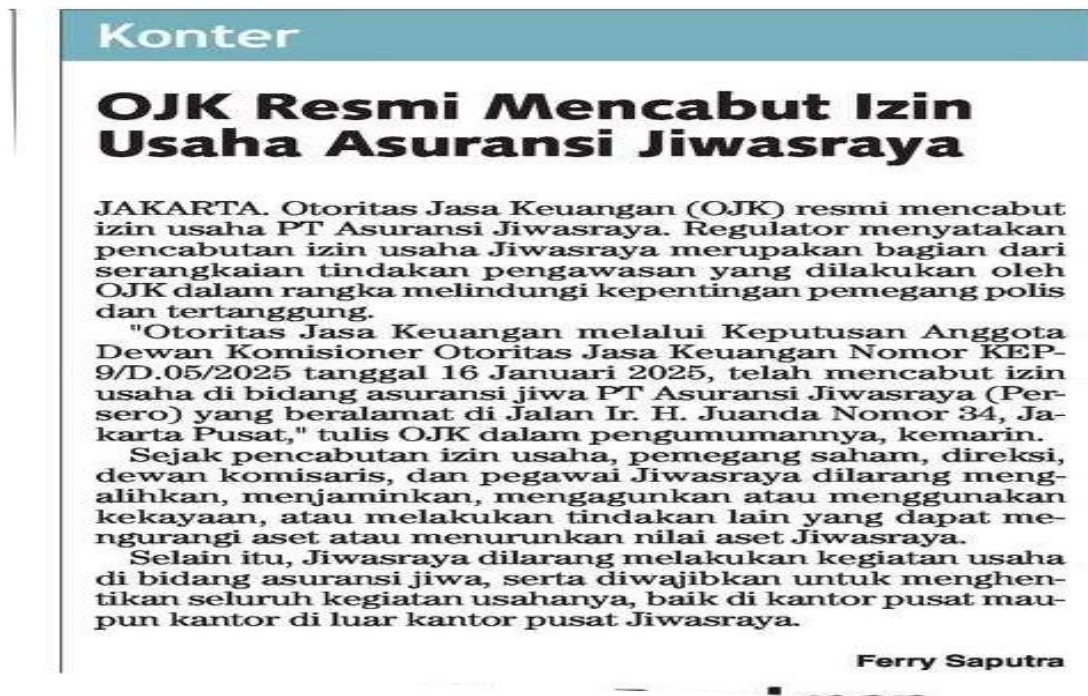 Konter
OJK Resmi Mencabut Izin
Usaha Asuransi Jiwasraya
JAKARTA. Otoritas Jasa Keuangan (OJK) resmi mencabut
izin usaha PT Asuransi Jiwasraya. Regulator menyatakan
pencabutan izin usaha Jiwasraya merupakan bagian dari
serangkaian tindakan pengawasan yang dilakukan oleh
OJK dalam rangka melindungi kepentingan pemegang polis
dan tertanggung.
"Otoritas Jasa Keuangan melalui Keputusan Anggota
Dewan Komisioner Otoritas Jasa Keuangan Nomor KEP-
9/D.05/2025 tanggal 16 Januari 2025, telah mencabut izin
usaha di bidang asuransi jiwa PT Asuransi Jiwasraya (Per-
sero) yang beralamat di Jalan Ir. H. Juanda Nomor 34, Ja-
karta Pusat," tulis OJK dalam pengumumannya, kemarin.
Sejak pencabutan izin usaha, pemegang saham, direksi,
dewan komisaris, dan pegawai Jiwasraya dilarang meng-
alihkan, menjaminkan, mengagunkan atau menggunakan
kekayaan, atau melakukan tindakan lain yang dapat me-
ngurangi aset atau menurunkan nilai aset Jiwasraya.
Selain itu, Jiwasraya dilarang melakukan kegiatan usaha
di bidang asuransi jiwa, serta diwajibkan untuk menghen-
tikan seluruh kegiatan usahanya, baik di kantor pusat mau-
pun kantor di luar kantor pusat Jiwasraya.
Ferry Saputra